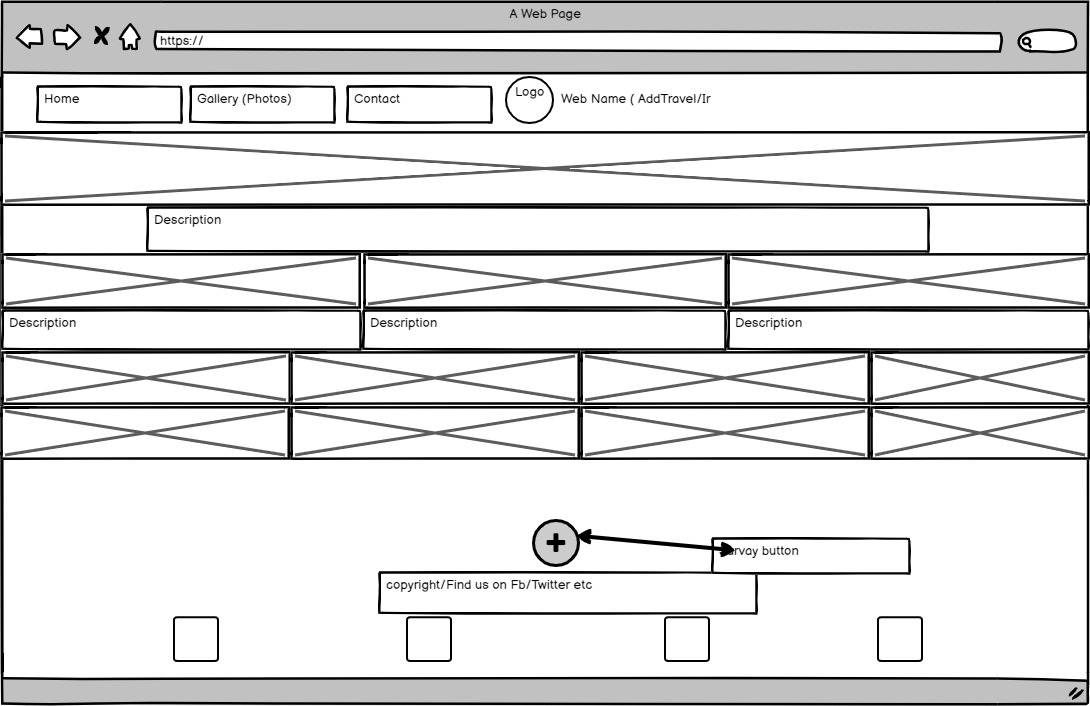 A Web Page
https://
Home
Gallery (Photos)
Contact
Logo
Web Name ( AddTravel/Ir
Description
Description
Description
Description
button
copyright/Find us on Fb/Twitter etc